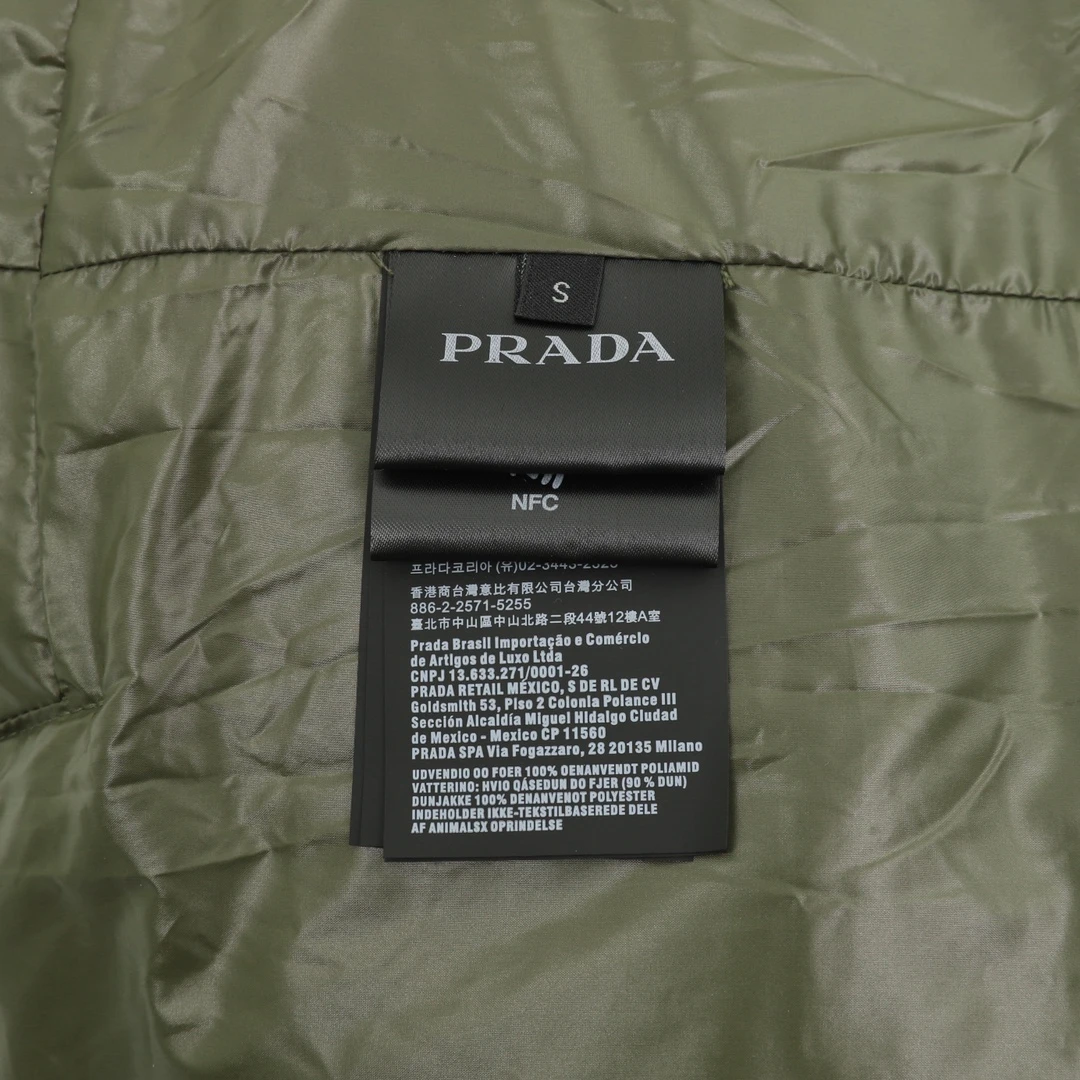 S
PRADA
NFC
프라다코리아 (유)02-3443-2323
香港商台灣意比有限公司台灣分公司
886-2-2571-5255
臺北市中山區中山北路二段44號12樓A室
Prada Brasil Importação e Comércio
de Artigos de Luxo Ltda
CNPJ 13.633.271/0001-26
PRADA RETAIL MÉXICO, S DE RL DE CV
Goldsmith 53, Piso 2 Colonia Polance III
Sección Alcaldía Miguel Hidalgo Ciudad
de Mexico - Mexico CP 11560
PRADA SPA Via Fogazzaro, 28 20135 Milano
UDVENDIO OO FOER 100% OENANVENDT POLIAMID
VATTERINO: HVIO QÁSEDUN DO FJER (90 % DUN)
DUNJAKKE 100% DENANVENOT POLYESTER
INDEHOLDER IKKE-TEKSTILBASEREDE DELE
AF ANIMALSX OPRINDELSE